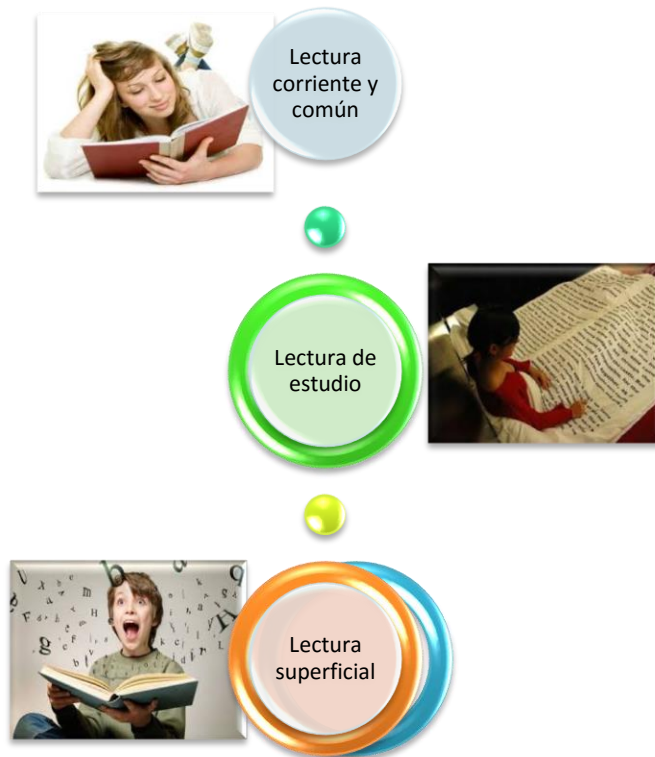 Lectura
corriente y
común
Lectura de
estudio
Lectura
superficial